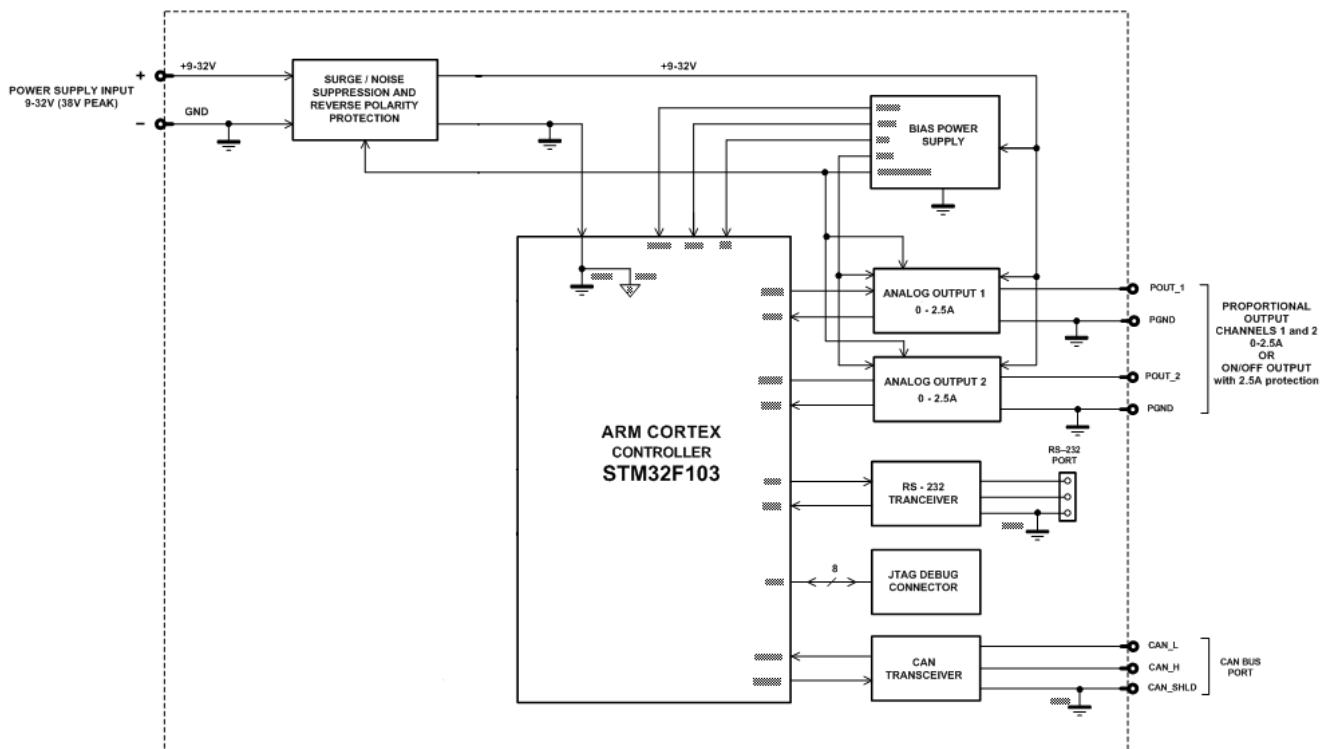 +9-32V
+9-32V
+
POWER SUPPLY INPUT
9-32V (38V PEAK)
GND
-
SURGE / NOISE
SUPPRESSION AND
REVERSE POLARITY
PROTECTION
BIAS POWER
SUPPLY
ANALOG OUTPUT 1
0 - 2.5A
POUT_1
PGND
PROPORTIONAL
OUTPUT
CHANNELS 1 and 2
0-2.5A
OR
ON/OFF OUTPUT
with 2.5A protection
ANALOG OUTPUT 2
0 - 2.5A
POUT_2
PGND
ARM CORTEX
CONTROLLER
STM32F103
RS-232
PORT
RS - 232
TRANCEIVER
8
JTAG DEBUG
CONNECTOR
CAN
TRANSCEIVER
CAN_L
CAN_H
CAN_SHLD
CAN BUS
PORT